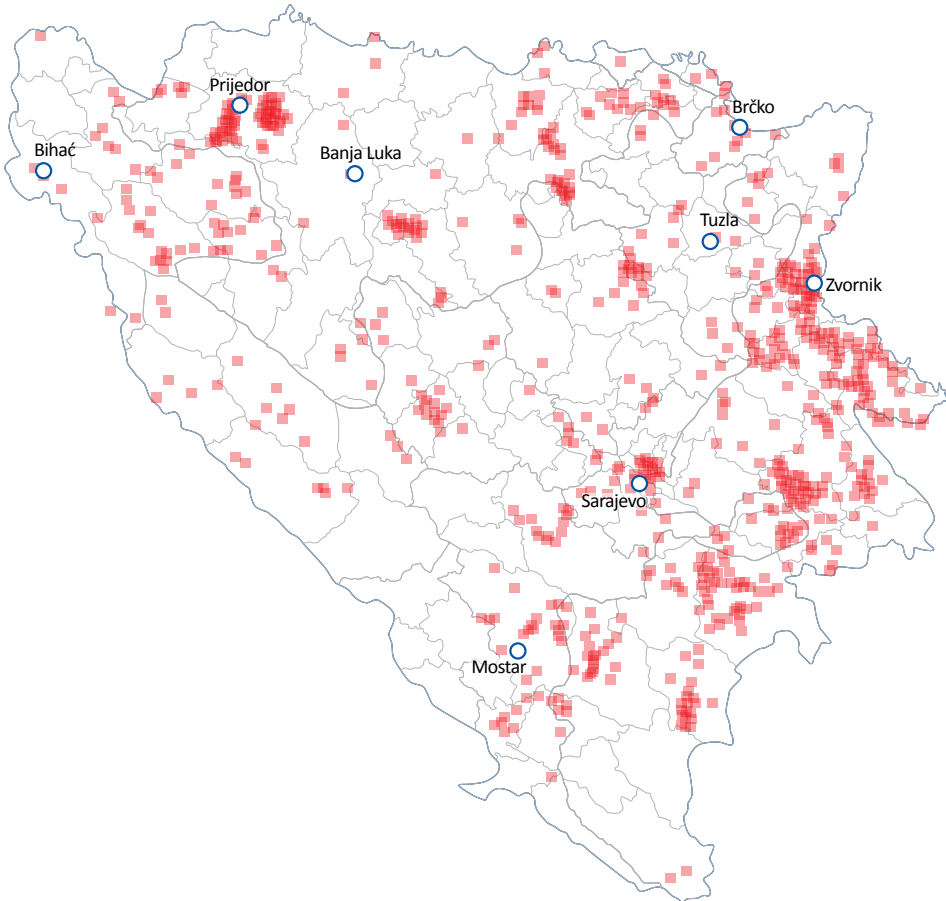 Prijedor
Brčko
Bihać
Banja Luka
Tuzla
Zvornik
Sarajevo
Mostar